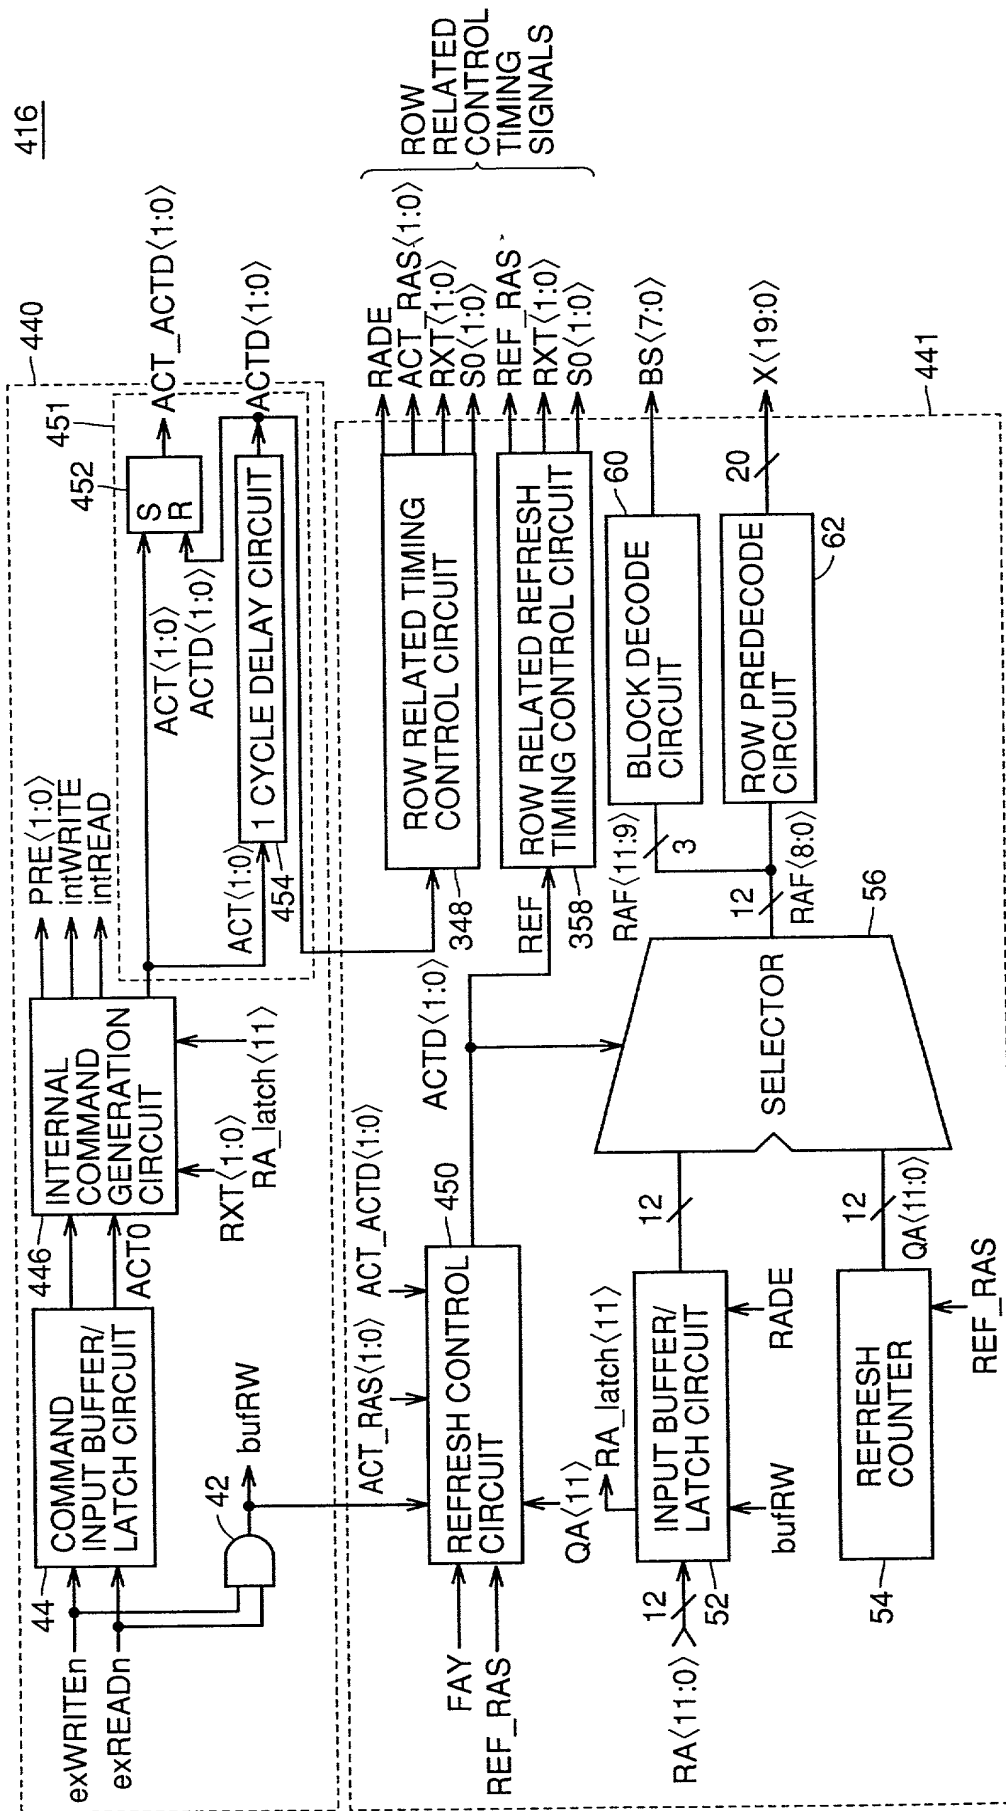 416
440
exWRITEn
exREADn
44
COMMAND
INPUT BUFFER/
LATCH CIRCUIT
42
bufRW
ACT0
446
INTERNAL
COMMAND
GENERATION
CIRCUIT
PRE⟨1:0⟩
intWRITE
intREAD
RXT⟨1:0⟩
RA_latch⟨11⟩
451
452
S
R
ACT⟨1:0⟩
ACTD⟨1:0⟩
ACT_ACTD⟨1:0⟩
ACT⟨1:0⟩
454
1 CYCLE DELAY CIRCUIT
ACTD⟨1:0⟩
441
FAY
REF_RAS
ACT_RAS⟨1:0⟩
ACT_ACTD⟨1:0⟩
450
REFRESH CONTROL
CIRCUIT
QA⟨11⟩
ACTD⟨1:0⟩
348
ROW RELATED TIMING
CONTROL CIRCUIT
RADE
ACT_RAS⟨1:0⟩
RXT⟨1:0⟩
S0⟨1:0⟩
REF
358
ROW RELATED REFRESH
TIMING CONTROL CIRCUIT
REF_RAS
RXT⟨1:0⟩
S0⟨1:0⟩
ROW
RELATED
CONTROL
TIMING
SIGNALS
RA⟨11:0⟩
12
52
INPUT BUFFER/
LATCH CIRCUIT
RA_latch⟨11⟩
bufRW
RADE
12
54
REFRESH
COUNTER
REF_RAS
12
QA⟨11:0⟩
SELECTOR
56
12
RAF⟨11:9⟩
3
RAF⟨8:0⟩
60
BLOCK DECODE
CIRCUIT
BS⟨7:0⟩
62
ROW PREDECODE
CIRCUIT
20
X⟨19:0⟩